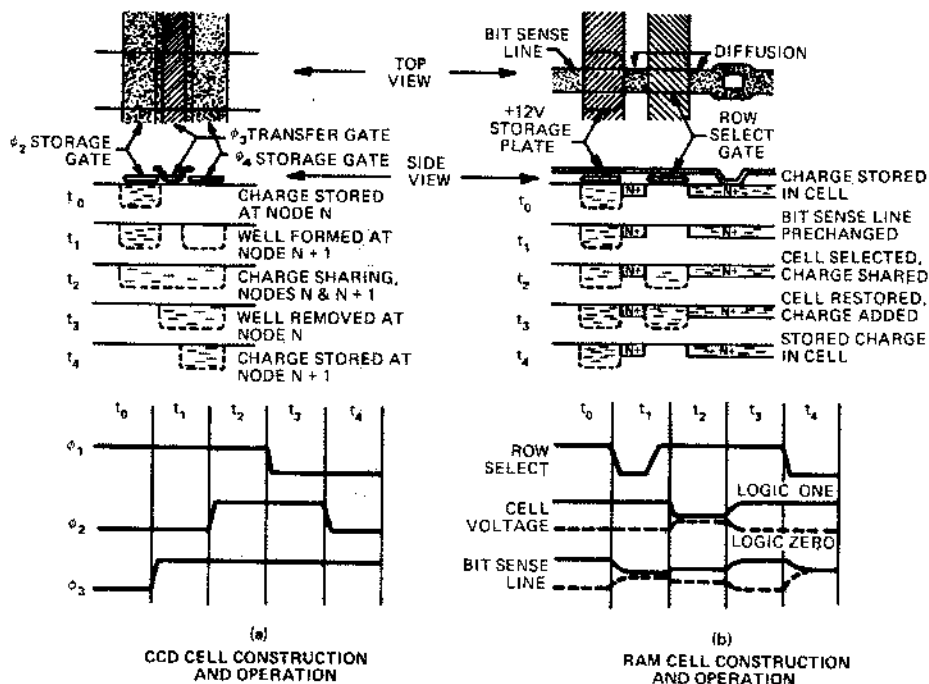 TOP
VIEW
φ2 STORAGE
GATE
φ3 TRANSFER GATE
φ4 STORAGE GATE
SIDE
VIEW
t0
CHARGE STORED
AT NODE N
t1
WELL FORMED AT
NODE N + 1
t2
CHARGE SHARING,
NODES N & N + 1
t3
WELL REMOVED AT
NODE N
t4
CHARGE STORED AT
NODE N + 1
t0 t1 t2 t3 t4
φ1
φ2
φ3
(a)
CCD CELL CONSTRUCTION
AND OPERATION
BIT SENSE
LINE
DIFFUSION
+12V
STORAGE
PLATE
ROW
SELECT
GATE
CHARGE STORED
IN CELL
t0 N+ N+
BIT SENSE LINE
PRECHANGED
t1 N+ N+
CELL SELECTED,
CHARGE SHARED
t2 N+ N+
CELL RESTORED,
CHARGE ADDED
t3 N+ N+
STORED CHARGE
IN CELL
t4 N+ N+
t0 t1 t2 t3 t4
ROW
SELECT
LOGIC ONE
CELL
VOLTAGE
LOGIC ZERO
BIT SENSE
LINE
(b)
RAM CELL CONSTRUCTION
AND OPERATION